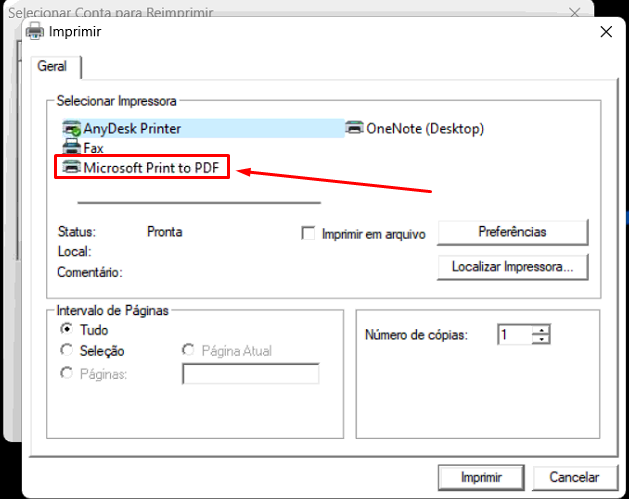 Selecionar Conta para Reimprimir
Imprimir
Geral
Selecionar Impressora
AnyDesk Printer
OneNote (Desktop)
Fax
Microsoft Print to PDF
Status: Pronta
Imprimir em arquivo
Preferências
Local:
Localizar Impressora...
Comentário:
Intervalo de Páginas
Tudo
Número de cópias: 1
Seleção
Página Atual
Páginas:
Imprimir
Cancelar